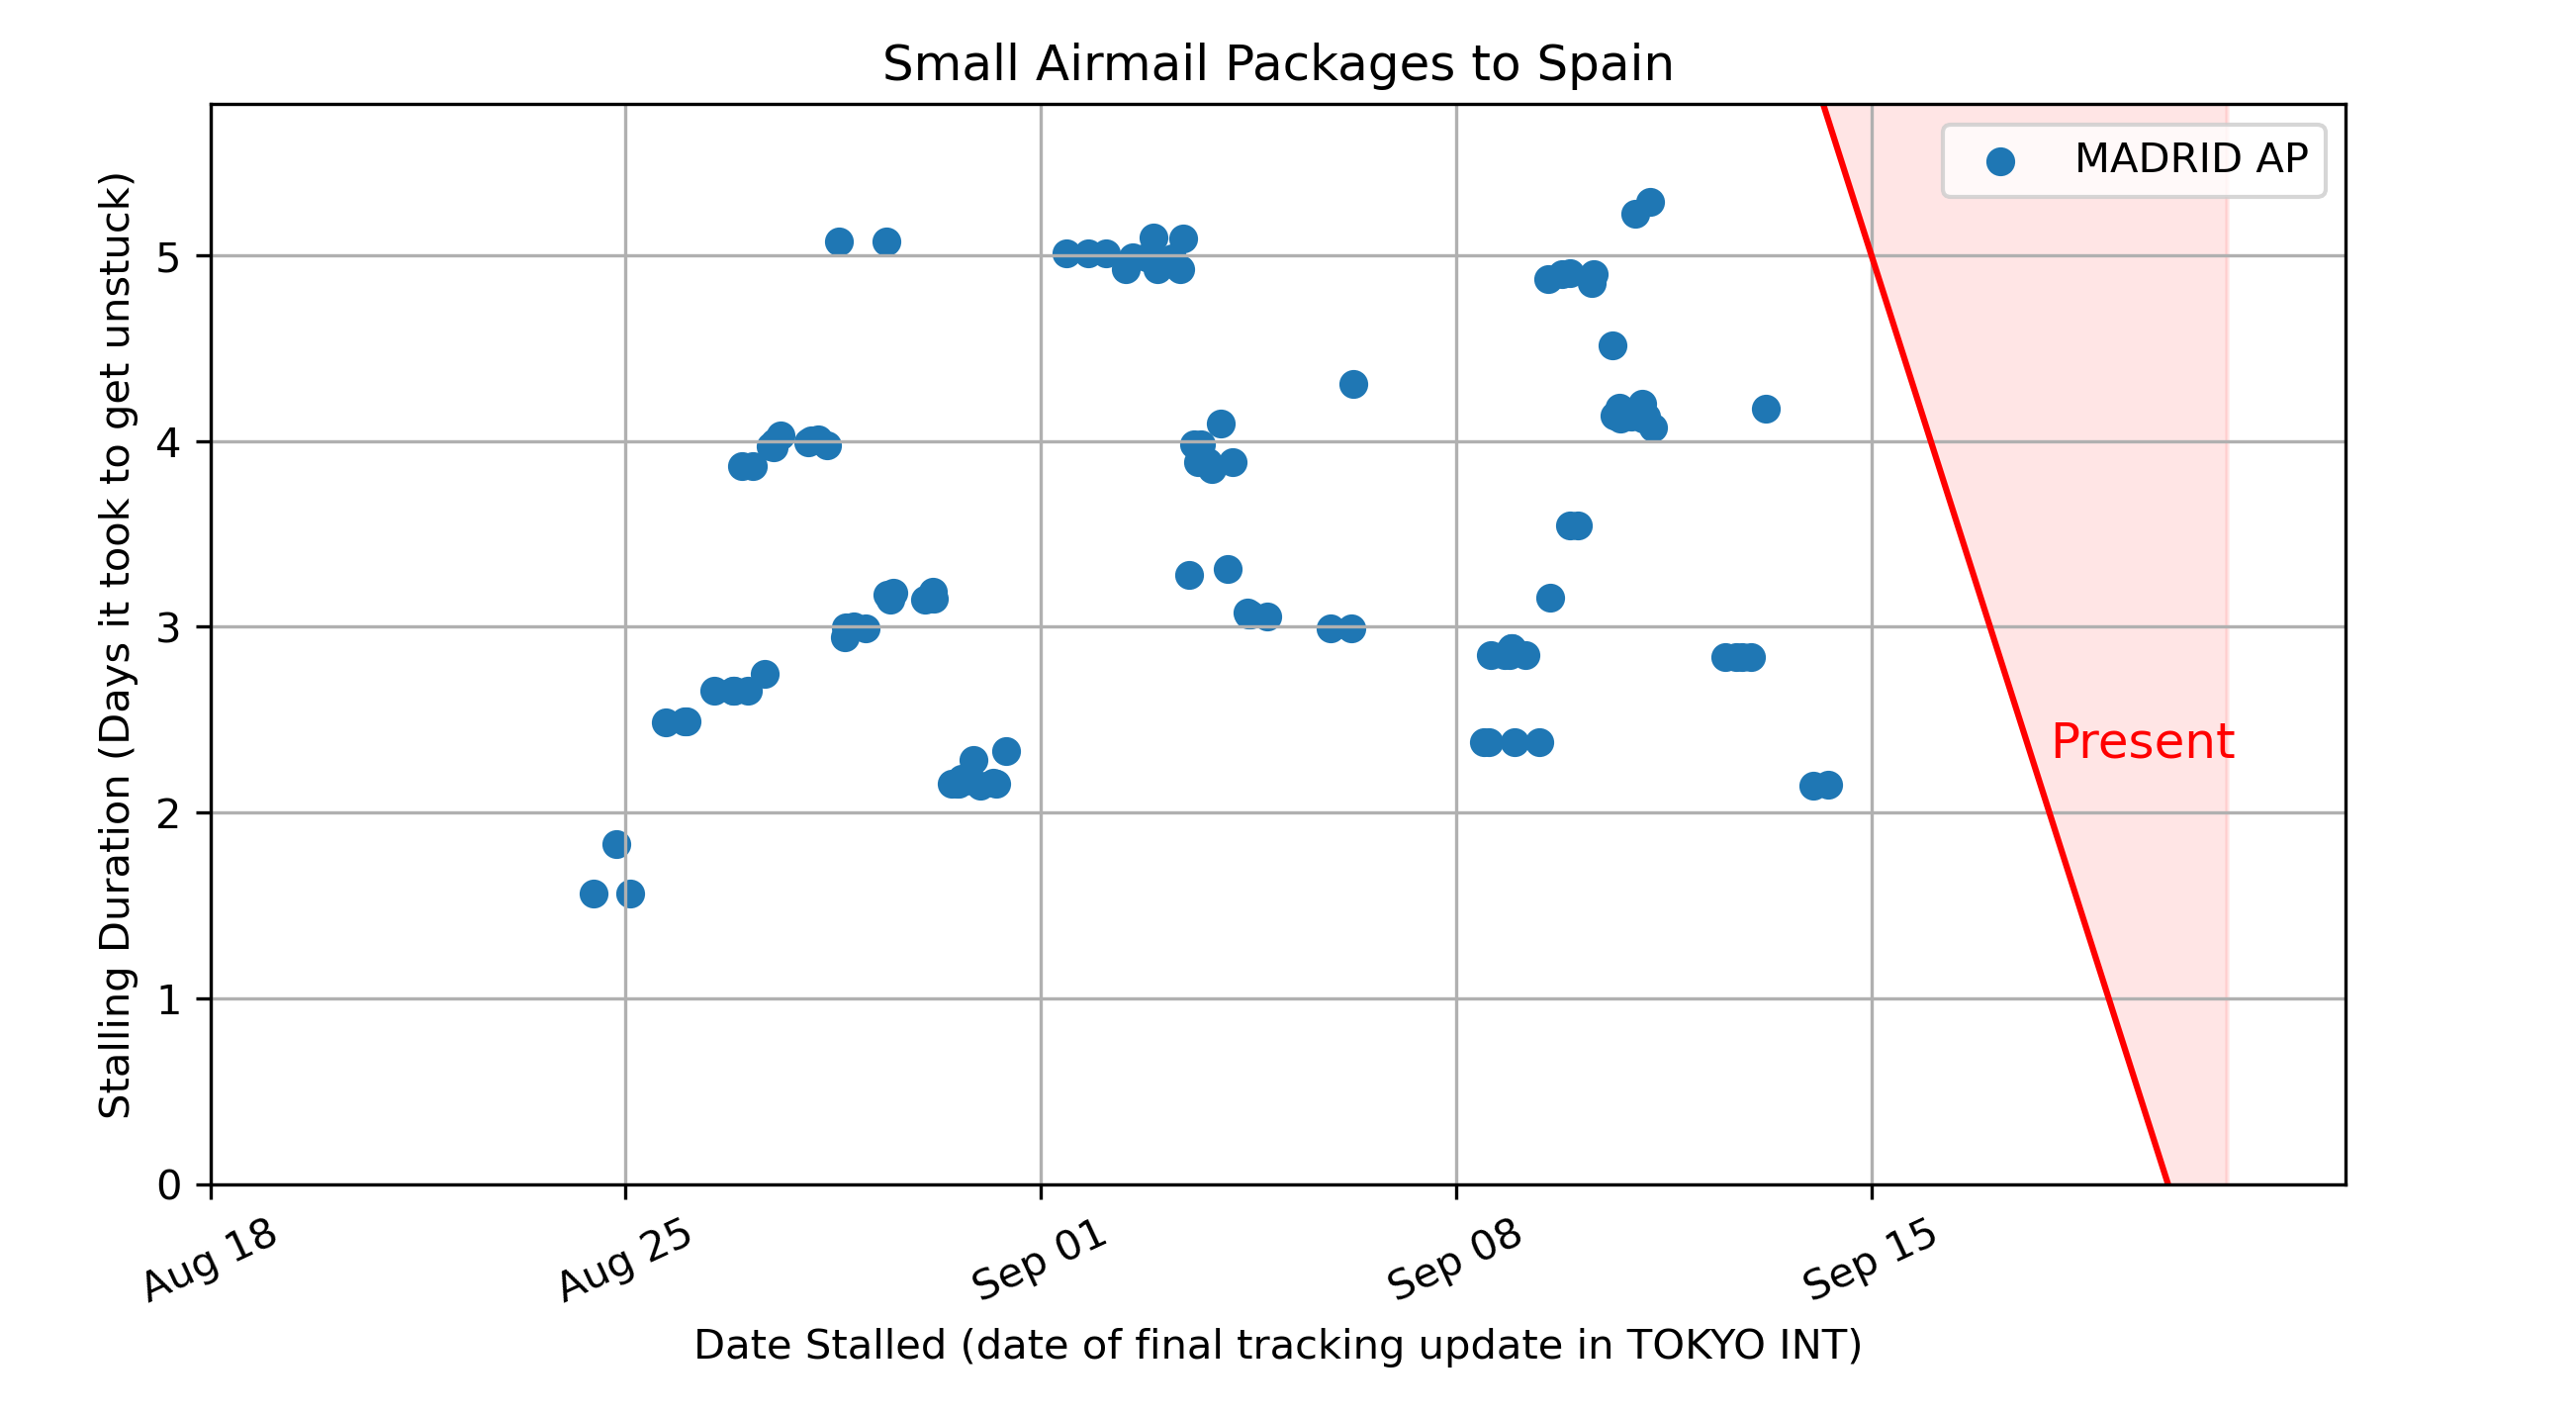 Small Airmail Packages to Spain
MADRID AP
Stalling Duration (Days it took to get unstuck)
5
4
3
2
1
0
Present
Aug 18
Aug 25
Sep 01
Sep 08
Sep 15
Date Stalled (date of final tracking update in TOKYO INT)